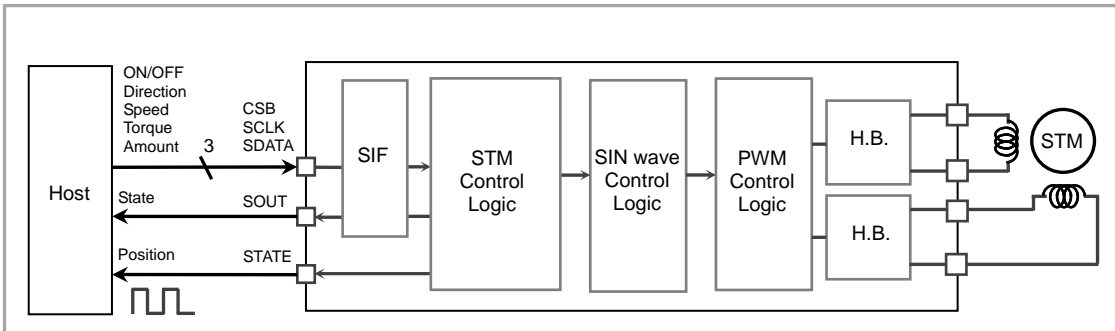 Host
ON/OFF
Direction
Speed
Torque
Amount
3
CSB
SCLK
SDATA
State
SOUT
Position
STATE
SIF
STM
Control
Logic
SIN wave
Control
Logic
PWM
Control
Logic
H.B.
H.B.
STM